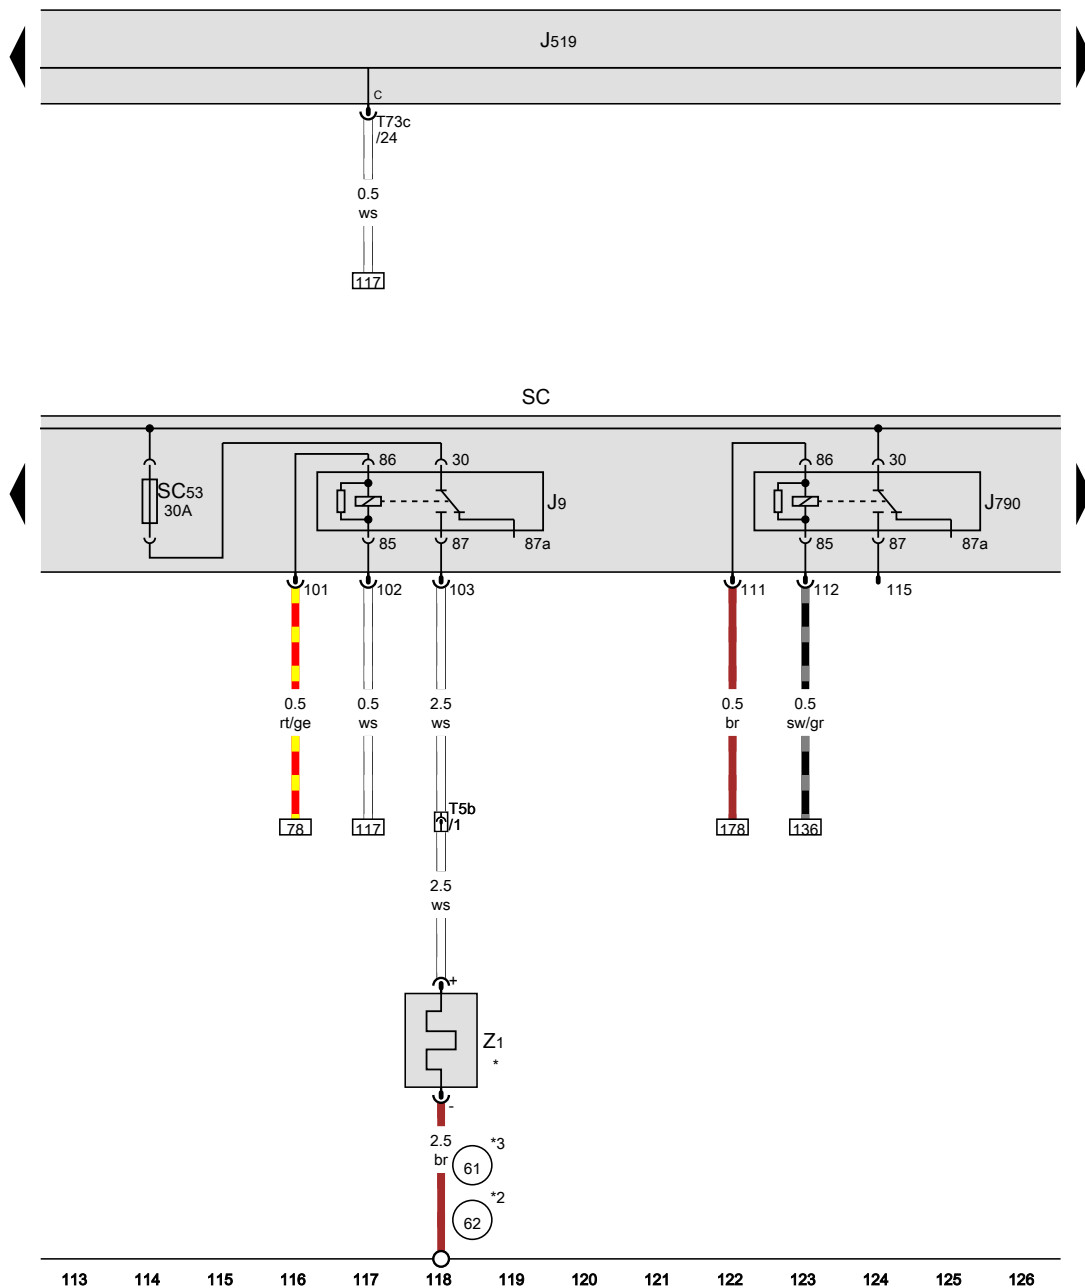 J519
C
T73c
/24
0.5
ws
117
SC
86 30 86 30
SC53
30A
J9 J790
85 87 87a 85 87 87a
101 102 103 111 112 115
0.5 0.5 2.5 0.5 0.5
rt/ge ws ws br sw/gr
T5b
/1
78 117 178 136
2.5
ws
+
Z1
*
-
2.5
br
*3
61
*2
62
113 114 115 116 117 118 119 120 121 122 123 124 125 126